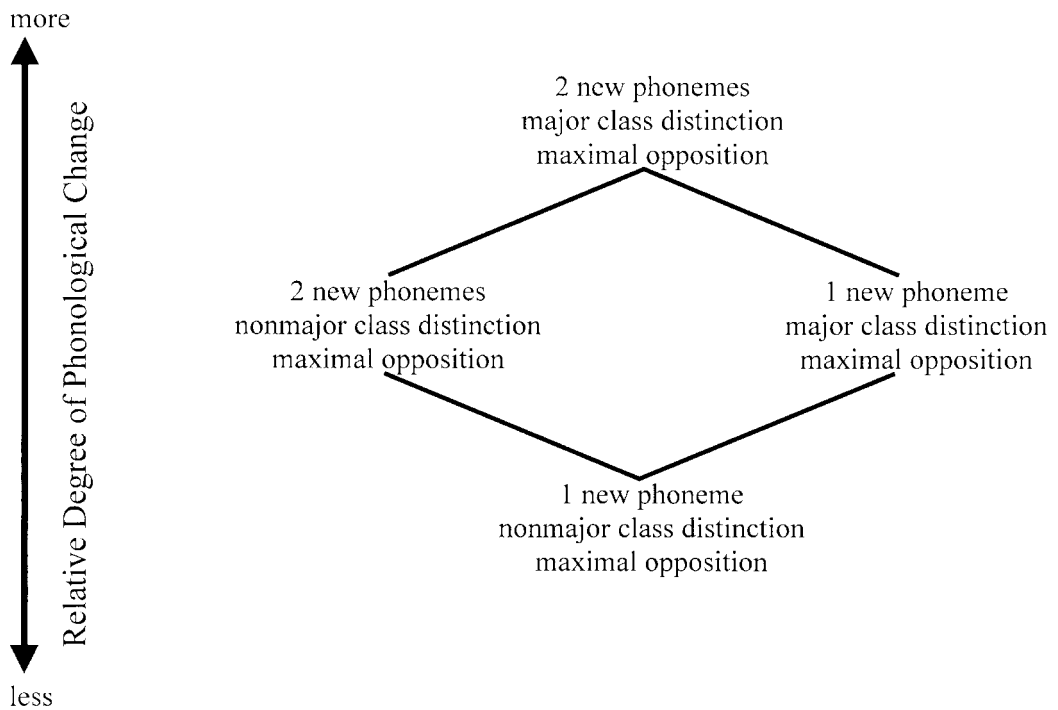 more
Relative Degree of Phonological Change
2 new phonemes
major class distinction
maximal opposition
2 new phonemes
nonmajor class distinction
maximal opposition
1 new phoneme
major class distinction
maximal opposition
1 new phoneme
nonmajor class distinction
maximal opposition
less